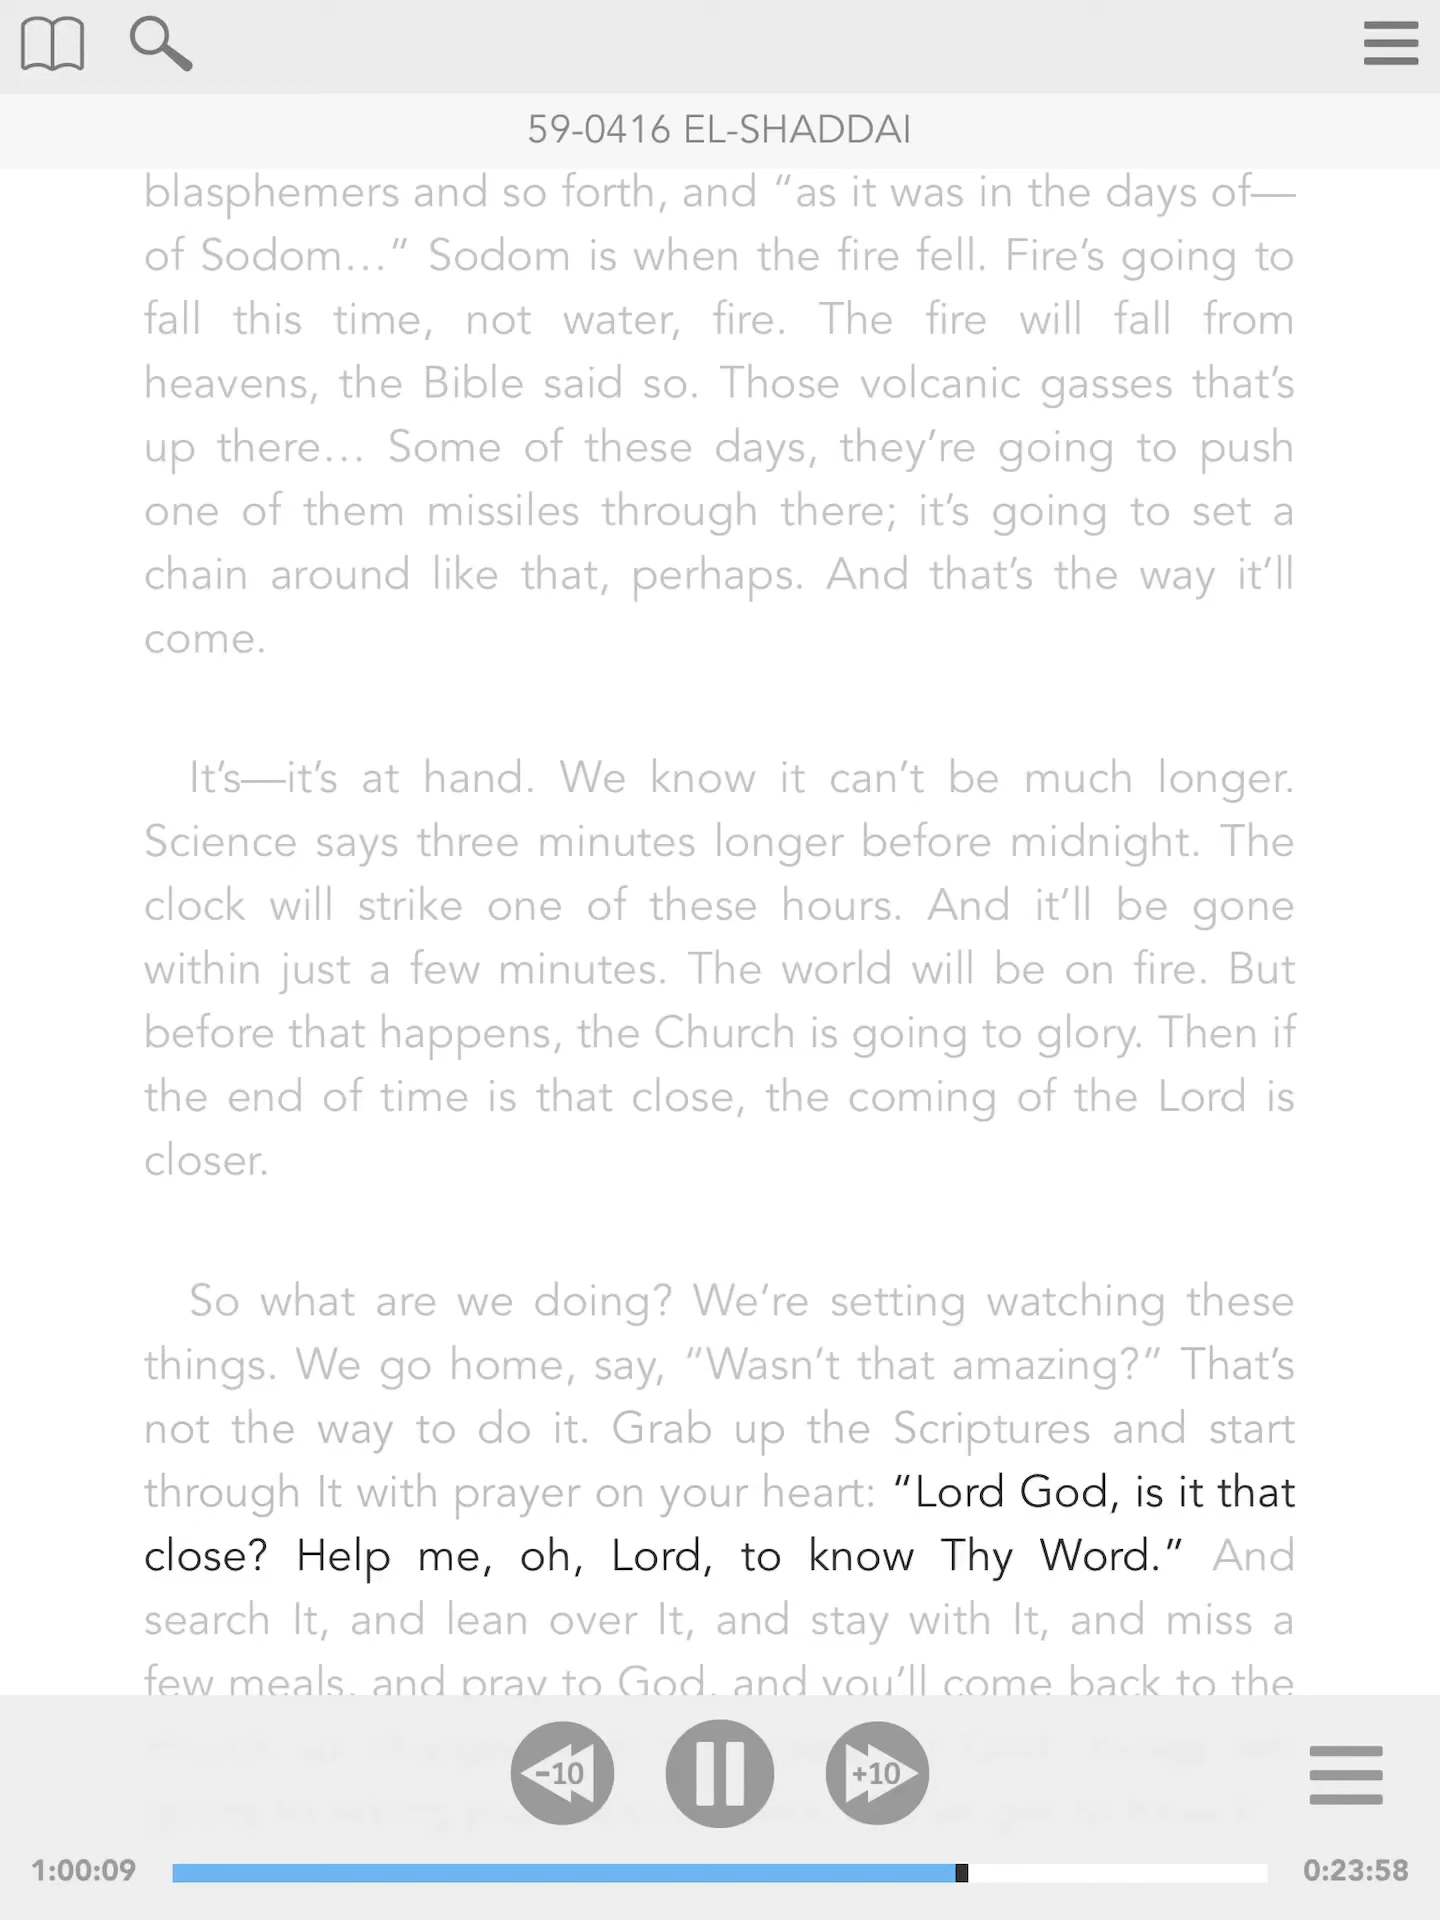 59-0416 EL-SHADDAI
blasphemers and so forth, and “as it was in the days of—
of Sodom…” Sodom is when the fire fell. Fire’s going to
fall this time, not water, fire. The fire will fall from
heavens, the Bible said so. Those volcanic gasses that’s
up there… Some of these days, they’re going to push
one of them missiles through there; it’s going to set a
chain around like that, perhaps. And that’s the way it’ll
come.
It’s—it’s at hand. We know it can’t be much longer.
Science says three minutes longer before midnight. The
clock will strike one of these hours. And it’ll be gone
within just a few minutes. The world will be on fire. But
before that happens, the Church is going to glory. Then if
the end of time is that close, the coming of the Lord is
closer.
So what are we doing? We’re setting watching these
things. We go home, say, “Wasn’t that amazing?” That’s
not the way to do it. Grab up the Scriptures and start
through It with prayer on your heart: “Lord God, is it that
close? Help me, oh, Lord, to know Thy Word.” And
search It, and lean over It, and stay with It, and miss a
few meals, and pray to God, and you’ll come back to the
-10
+10
1:00:09
0:23:58